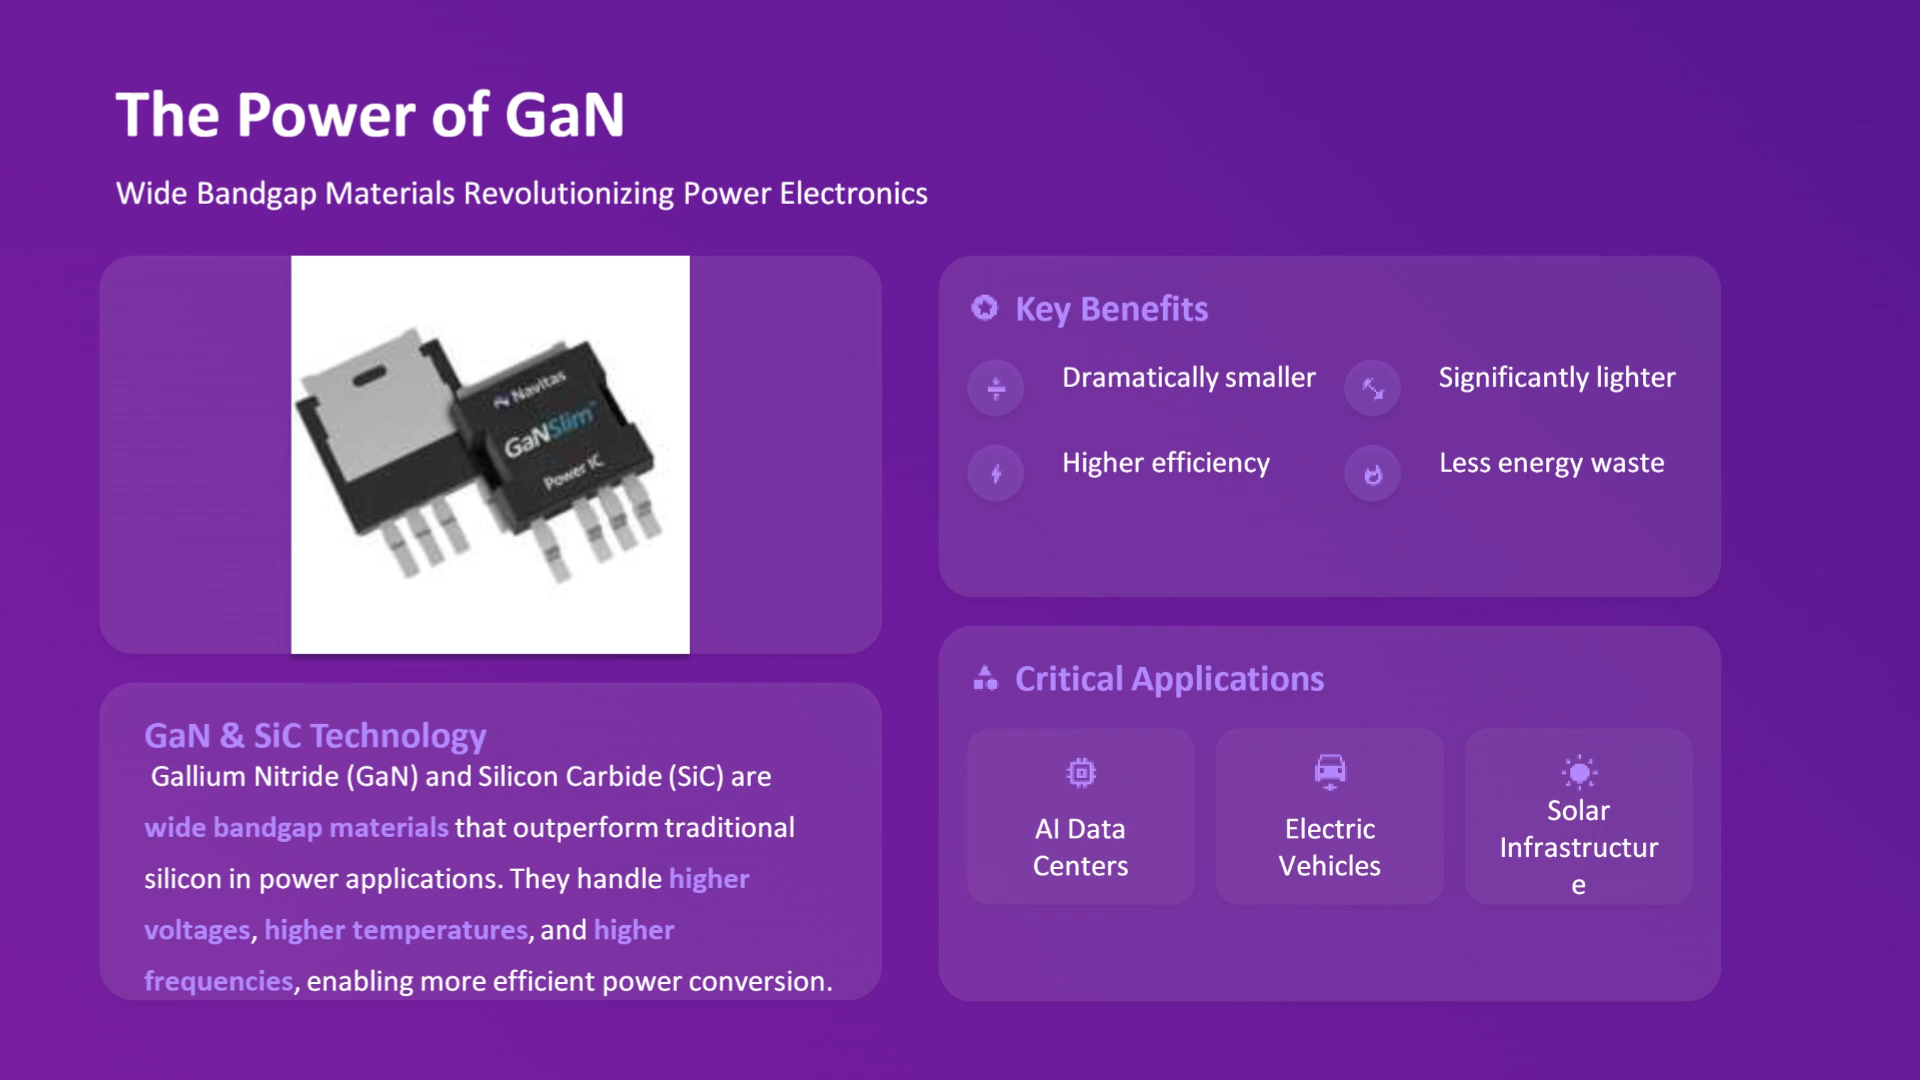 The Power of GaN
Wide Bandgap Materials Revolutionizing Power Electronics
Navitas
GaNSlim™
Power IC
GaN & SiC Technology
Gallium Nitride (GaN) and Silicon Carbide (SiC) are
wide bandgap materials that outperform traditional
silicon in power applications. They handle higher
voltages, higher temperatures, and higher
frequencies, enabling more efficient power conversion.
Key Benefits
Dramatically smaller
Significantly lighter
Higher efficiency
Less energy waste
Critical Applications
AI Data
Centers
Electric
Vehicles
Solar
Infrastructur
e